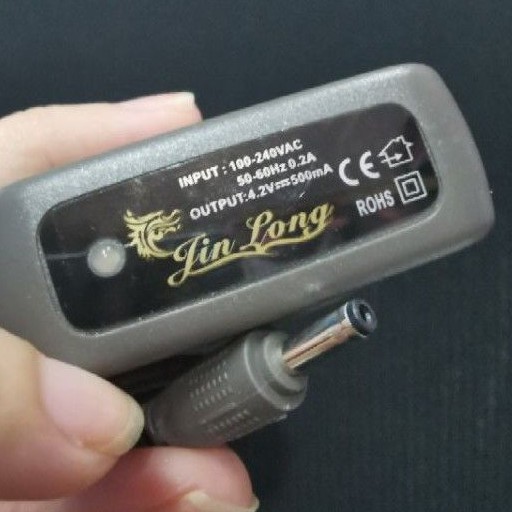 INPUT : 100-240VAC
50-60Hz 0.2A
OUTPUT:4.2V⎓500mA
CE
ROHS
Jin Long